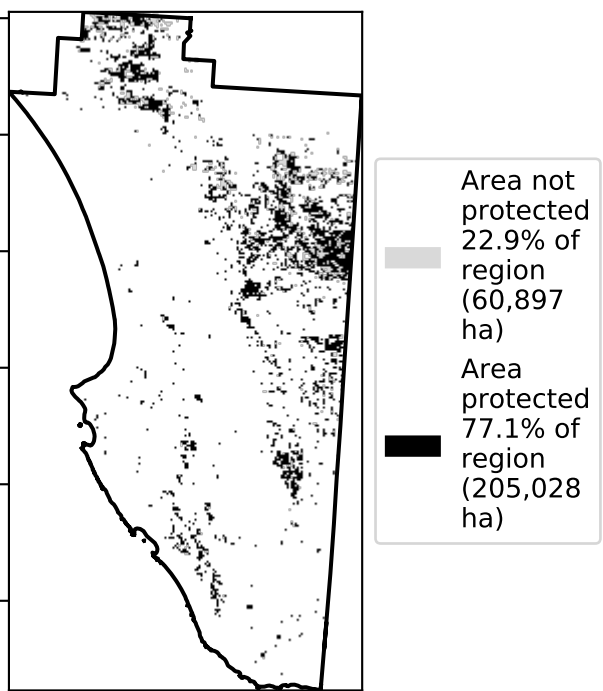 Area not
protected
22.9% of
region
(60,897
ha)
Area
protected
77.1% of
region
(205,028
ha)